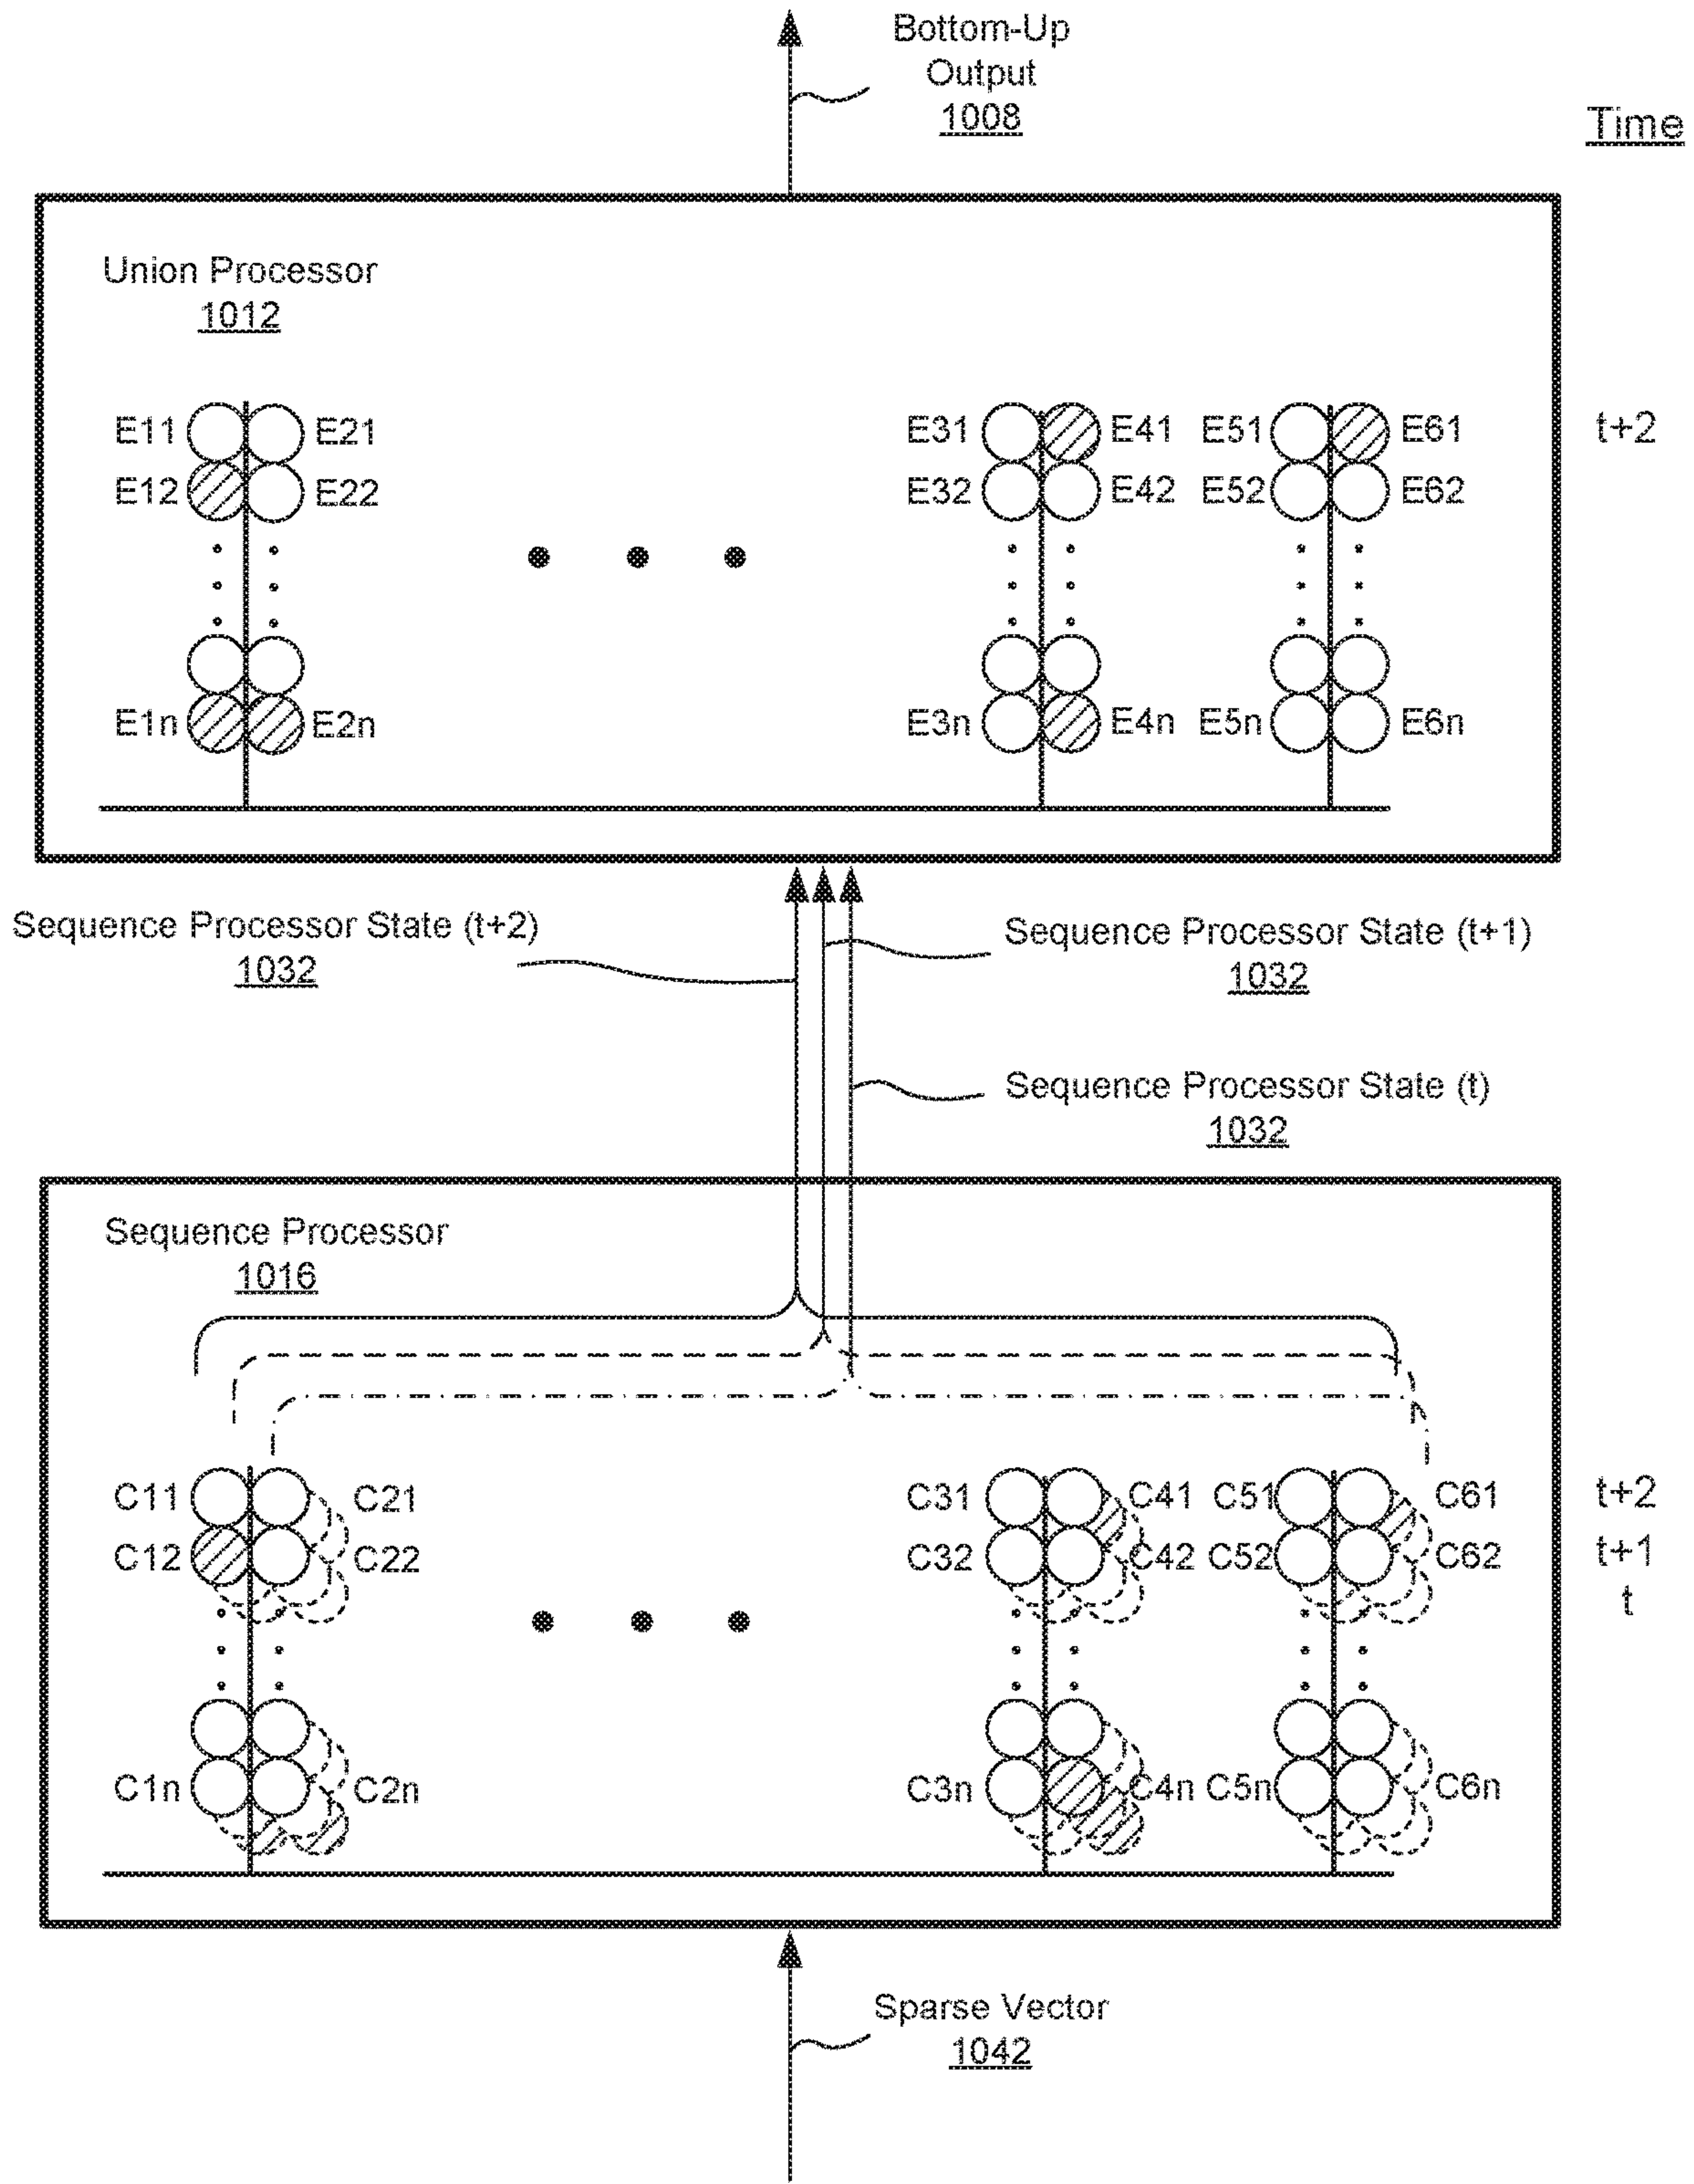 Bottom-Up
Output
1008
Time
Union Processor
1012
E11 E21 E31 E41 E51 E61 t+2
E12 E22 E32 E42 E52 E62
E1n E2n E3n E4n E5n E6n
Sequence Processor State (t+2)
1032
Sequence Processor State (t+1)
1032
Sequence Processor State (t)
1032
Sequence Processor
1016
C11 C21 C31 C41 C51 C61 t+2
C12 C22 C32 C42 C52 C62 t+1
t
C1n C2n C3n C4n C5n C6n
Sparse Vector
1042